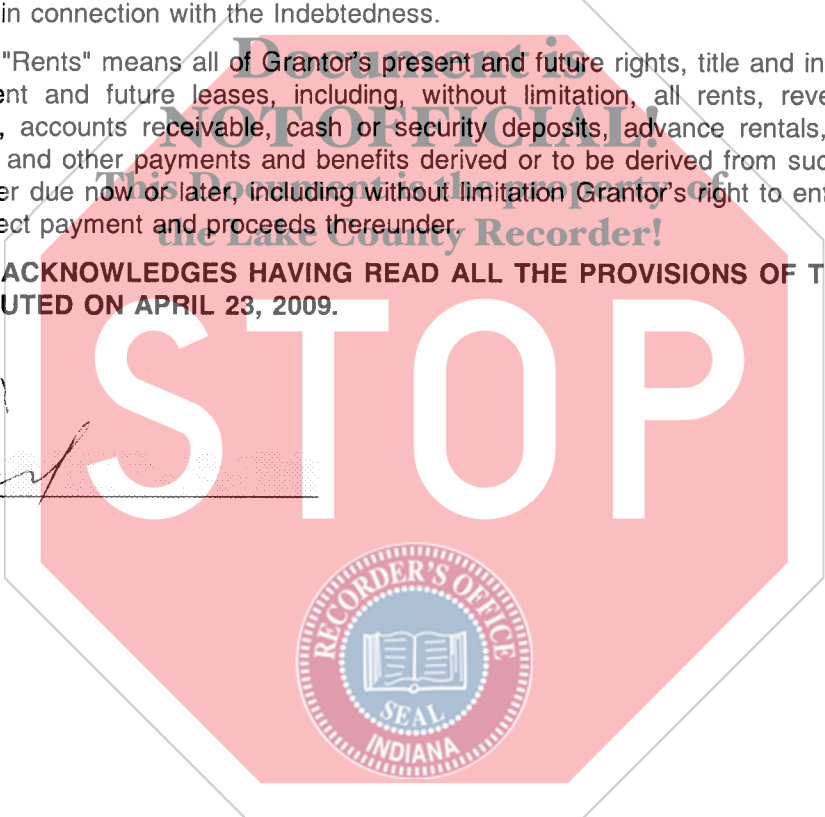 in connection with the Indebtedness.
"Rents" means all of Grantor's present and future rights, title and in
ent and future leases, including, without limitation, all rents, reve
, accounts receivable, cash or security deposits, advance rentals,
and other payments and benefits derived or to be derived from suc
er due now or later, including without limitation Grantor's right to en
ect payment and proceeds thereunder.
ACKNOWLEDGES HAVING READ ALL THE PROVISIONS OF T
UTED ON APRIL 23, 2009.
Document is
NOT OFFICIAL!
This Document is the property of
the Lake County Recorder!
STOP
RECORDER'S OFFICE
SEAL
INDIANA